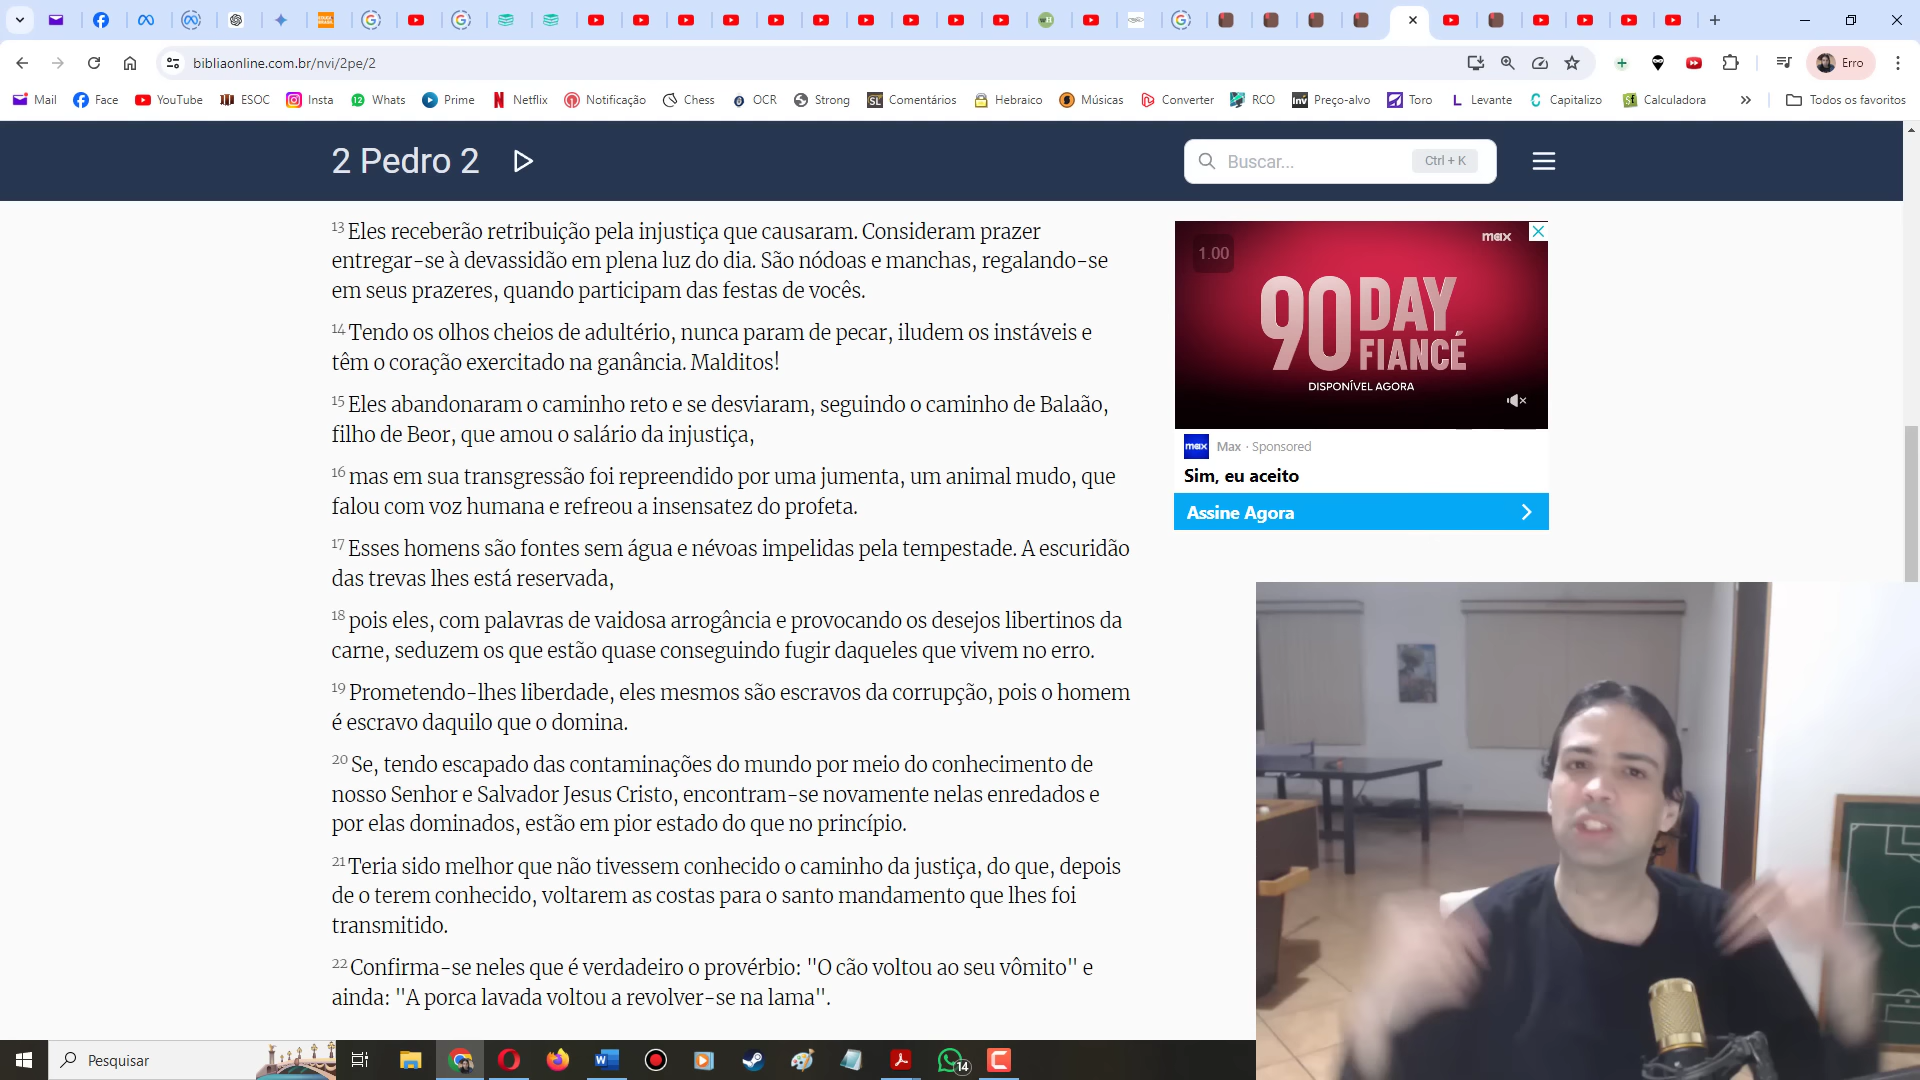 bibliaonline.com.br/nvi/2pe/2
Erro
Mail
Face
YouTube
ESOC
Insta
Whats
Prime
Netflix
Notificação
Chess
OCR
Strong
Comentários
Hebraico
Músicas
Converter
RCO
Preço-alvo
Toro
Levante
Capitalizo
Calculadora
Todos os favoritos
2 Pedro 2
Buscar...
Ctrl + K
13 Eles receberão retribuição pela injustiça que causaram. Consideram prazer
entregar-se à devassidão em plena luz do dia. São nódoas e manchas, regalando-se
em seus prazeres, quando participam das festas de vocês.
14 Tendo os olhos cheios de adultério, nunca param de pecar, iludem os instáveis e
têm o coração exercitado na ganância. Malditos!
15 Eles abandonaram o caminho reto e se desviaram, seguindo o caminho de Balaão,
filho de Beor, que amou o salário da injustiça,
16 mas em sua transgressão foi repreendido por uma jumenta, um animal mudo, que
falou com voz humana e refreou a insensatez do profeta.
17 Esses homens são fontes sem água e névoas impelidas pela tempestade. A escuridão
das trevas lhes está reservada,
18 pois eles, com palavras de vaidosa arrogância e provocando os desejos libertinos da
carne, seduzem os que estão quase conseguindo fugir daqueles que vivem no erro.
19 Prometendo-lhes liberdade, eles mesmos são escravos da corrupção, pois o homem
é escravo daquilo que o domina.
20 Se, tendo escapado das contaminações do mundo por meio do conhecimento de
nosso Senhor e Salvador Jesus Cristo, encontram-se novamente nelas enredados e
por elas dominados, estão em pior estado do que no princípio.
21 Teria sido melhor que não tivessem conhecido o caminho da justiça, do que, depois
de o terem conhecido, voltarem as costas para o santo mandamento que lhes foi
transmitido.
22 Confirma-se neles que é verdadeiro o provérbio: "O cão voltou ao seu vômito" e
ainda: "A porca lavada voltou a revolver-se na lama".
1.00
max
90 DAY
FIANCÉ
DISPONÍVEL AGORA
max
Max · Sponsored
Sim, eu aceito
Assine Agora
Pesquisar
14